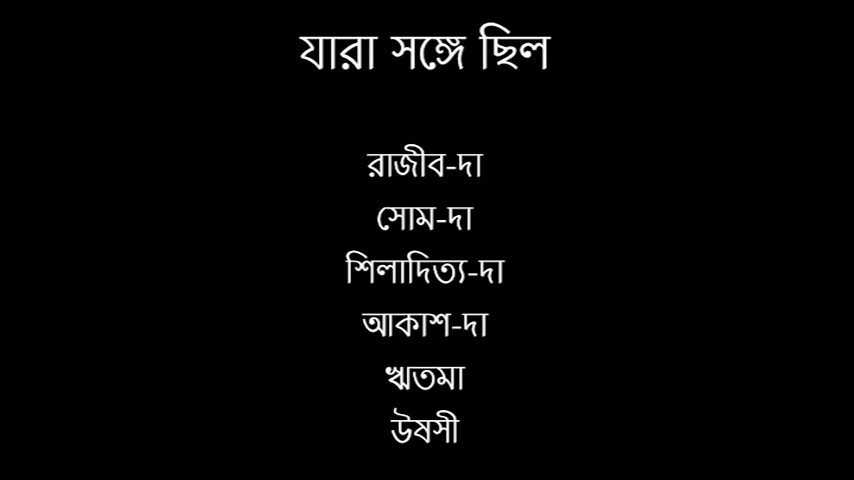 যারা সঙ্গে ছিল
রাজীব-দা
সোম-দা
শিলাদিত্য-দা
আকাশ-দা
ঋতমা
উষসী